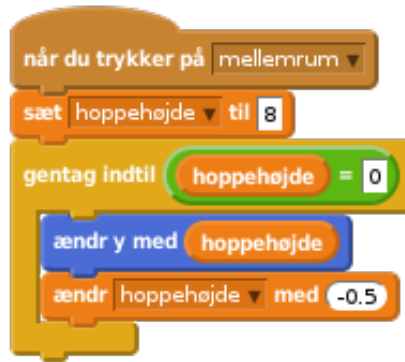 når du trykker på mellemrum
sæt hoppehøjde til 8
gentag indtil hoppehøjde = 0
ændr y med hoppehøjde
ændr hoppehøjde med -0.5